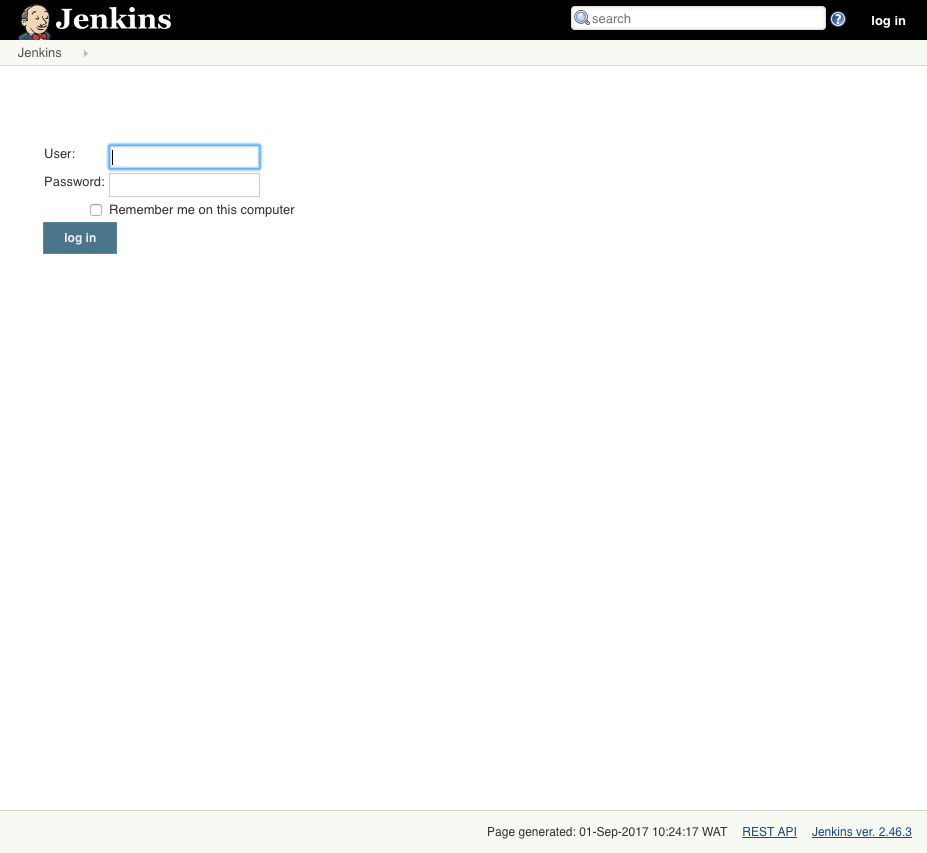 Jenkins
search
log in
Jenkins
User:
Password:
Remember me on this computer
log in
Page generated: 01-Sep-2017 10:24:17 WAT REST API Jenkins ver. 2.46.3